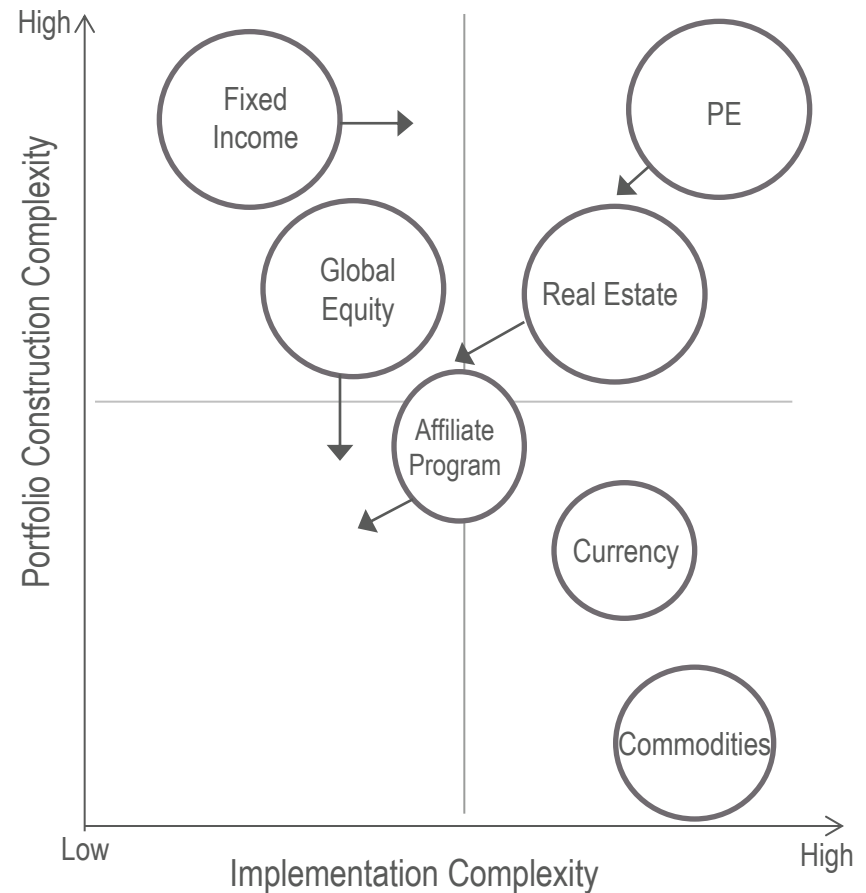 High
Fixed
Income
PE
Global
Equity
Real Estate
Affiliate
Program
Currency
Commodities
Portfolio Construction Complexity
Low
High
Implementation Complexity